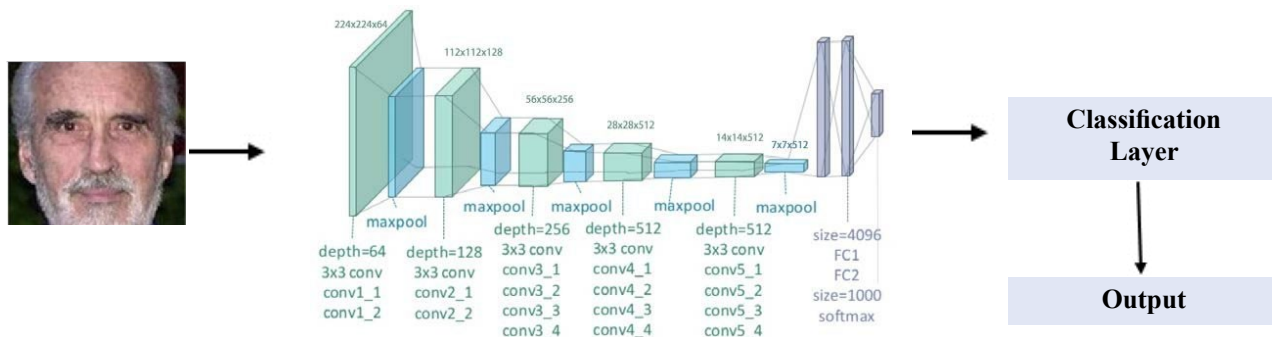 224x224x64
112x112x128
56x56x256
28x28x512
14x14x512
7x7x512
maxpool
maxpool
maxpool
maxpool
maxpool
depth=64
3x3 conv
conv1_1
conv1_2
depth=128
3x3 conv
conv2_1
conv2_2
depth=256
3x3 conv
conv3_1
conv3_2
conv3_3
conv3_4
depth=512
3x3 conv
conv4_1
conv4_2
conv4_3
conv4_4
depth=512
3x3 conv
conv5_1
conv5_2
conv5_3
conv5_4
size=4096
FC1
FC2
size=1000
softmax
Classification
Layer
Output